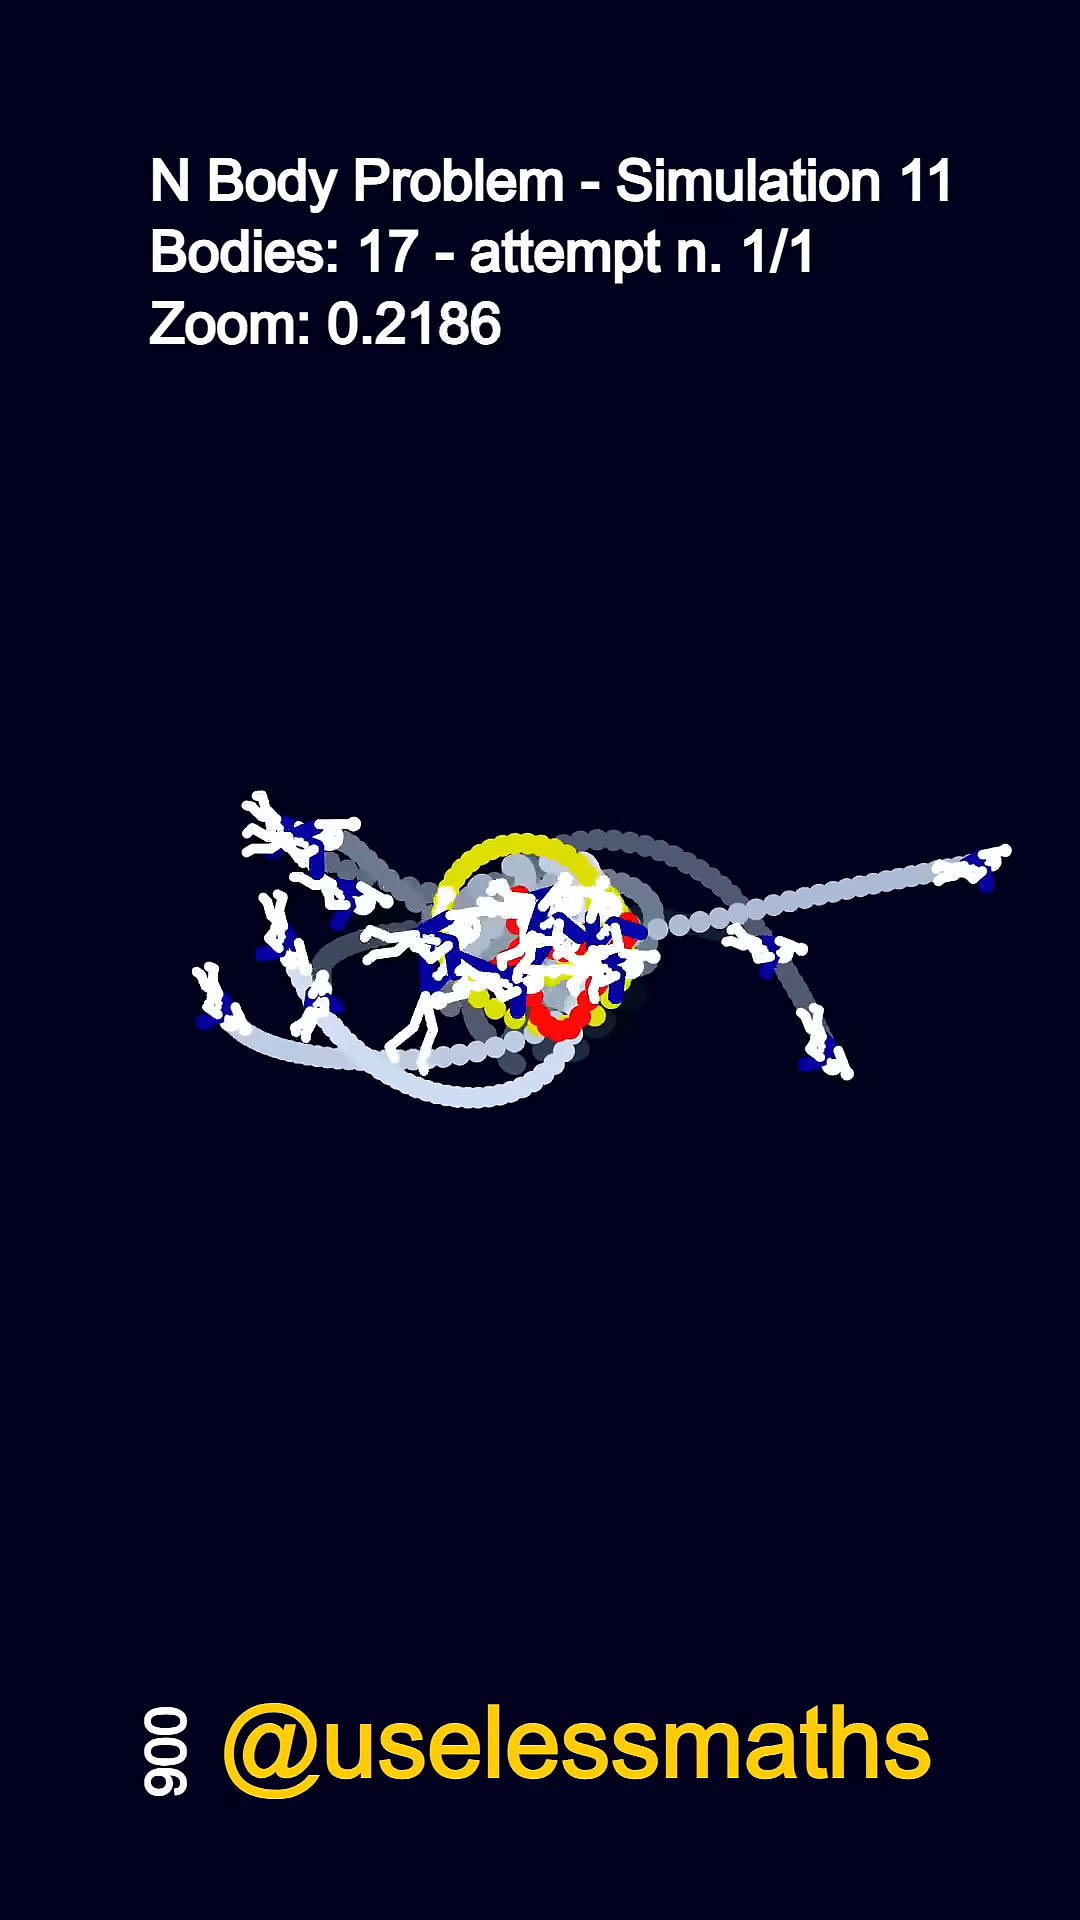 N Body Problem - Simulation 11
Bodies: 17 - attempt n. 1/1
Zoom: 0.2186
900
@uselessmaths